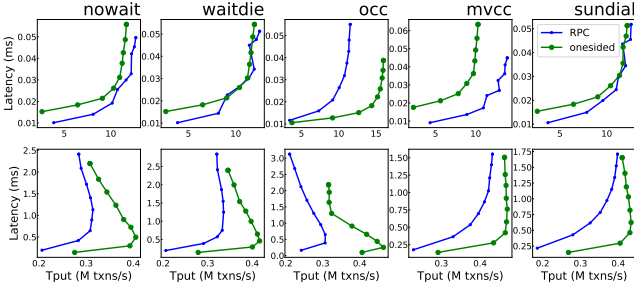 nowait waitdie occ mvcc sundial
Latency (ms)
0.05 0.04 0.03 0.02 0.01
5 10
0.05 0.04 0.03 0.02 0.01
5 10
0.05 0.04 0.03 0.02 0.01
5 10 15
0.06 0.05 0.04 0.03 0.02 0.01
5 10
0.05 0.04 0.03 0.02 0.01
5 10
RPC
onesided
Latency (ms)
2.5 2.0 1.5 1.0 0.5
0.2 0.3 0.4
2.5 2.0 1.5 1.0 0.5
0.2 0.3 0.4
3.0 2.5 2.0 1.5 1.0 0.5 0.0
0.2 0.3 0.4
1.50 1.25 1.00 0.75 0.50 0.25
0.2 0.3 0.4
1.75 1.50 1.25 1.00 0.75 0.50 0.25
0.2 0.3 0.4
Tput (M txns/s) Tput (M txns/s) Tput (M txns/s) Tput (M txns/s) Tput (M txns/s)